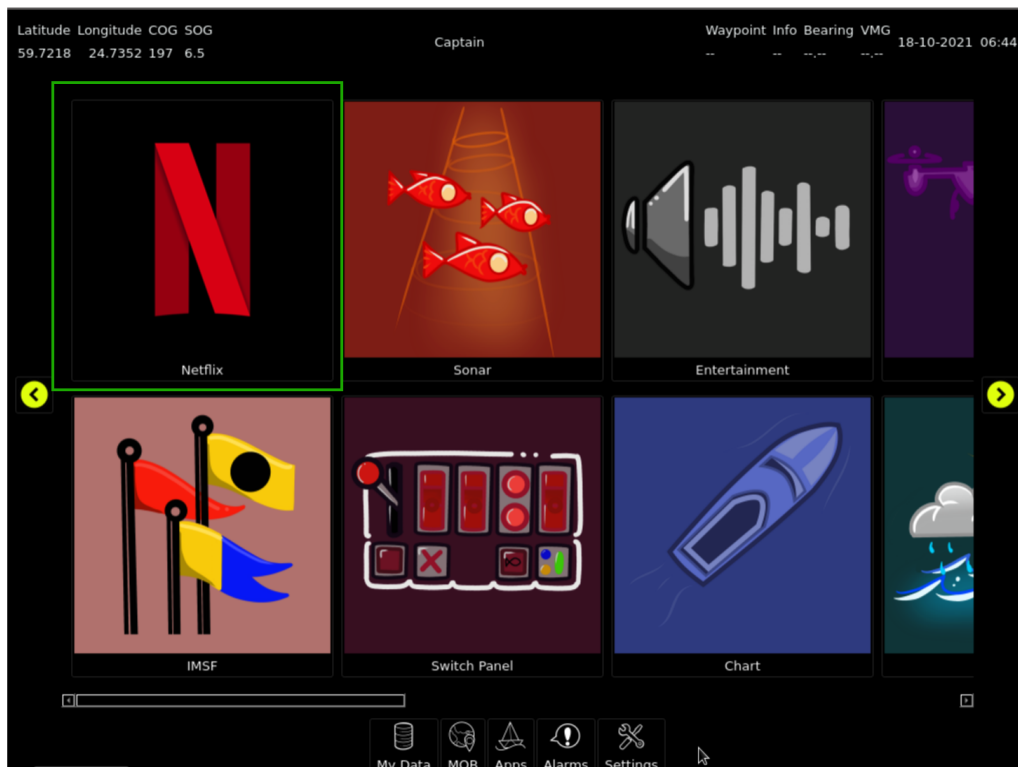 Latitude Longitude COG SOG
59.7218 24.7352 197 6.5
Captain
Waypoint Info Bearing VMG
-- -- --.-- --.--
18-10-2021 06:44
N
Netflix
Sonar
Entertainment
IMSF
Switch Panel
Chart
My Data MOB Apps Alarms Settings